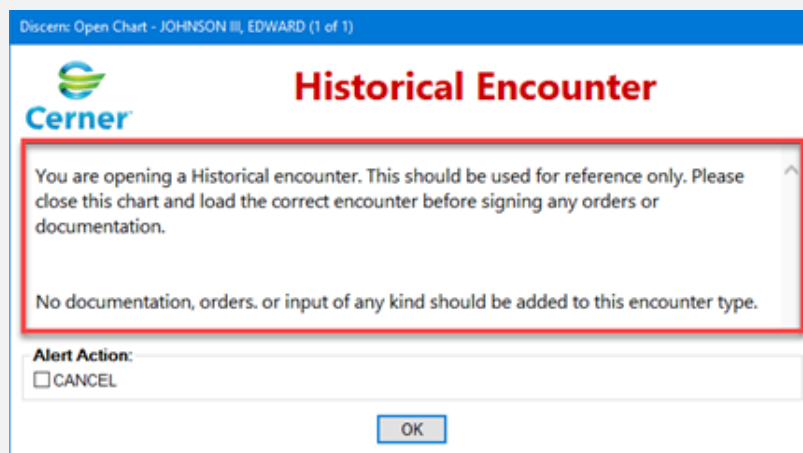 Discern: Open Chart - JOHNSON III, EDWARD (1 of 1)
Cerner
Historical Encounter
You are opening a Historical encounter. This should be used for reference only. Please
close this chart and load the correct encounter before signing any orders or
documentation.
No documentation, orders. or input of any kind should be added to this encounter type.
Alert Action:
CANCEL
OK